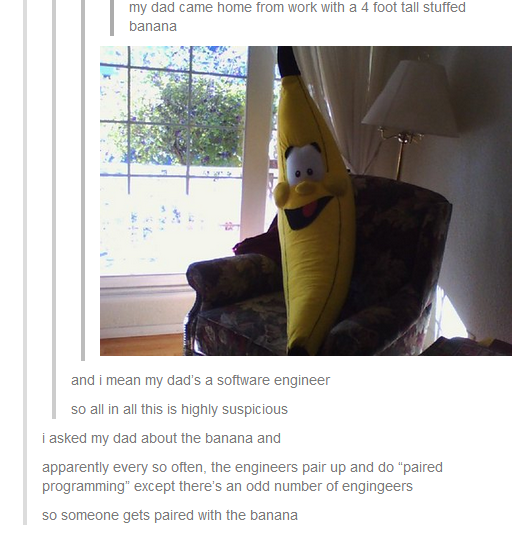 my dad came home from work with a 4 foot tall stuffed
banana
and i mean my dad's a software engineer
so all in all this is highly suspicious
i asked my dad about the banana and
apparently every so often, the engineers pair up and do “paired
programming” except there’s an odd number of engingeers
so someone gets paired with the banana